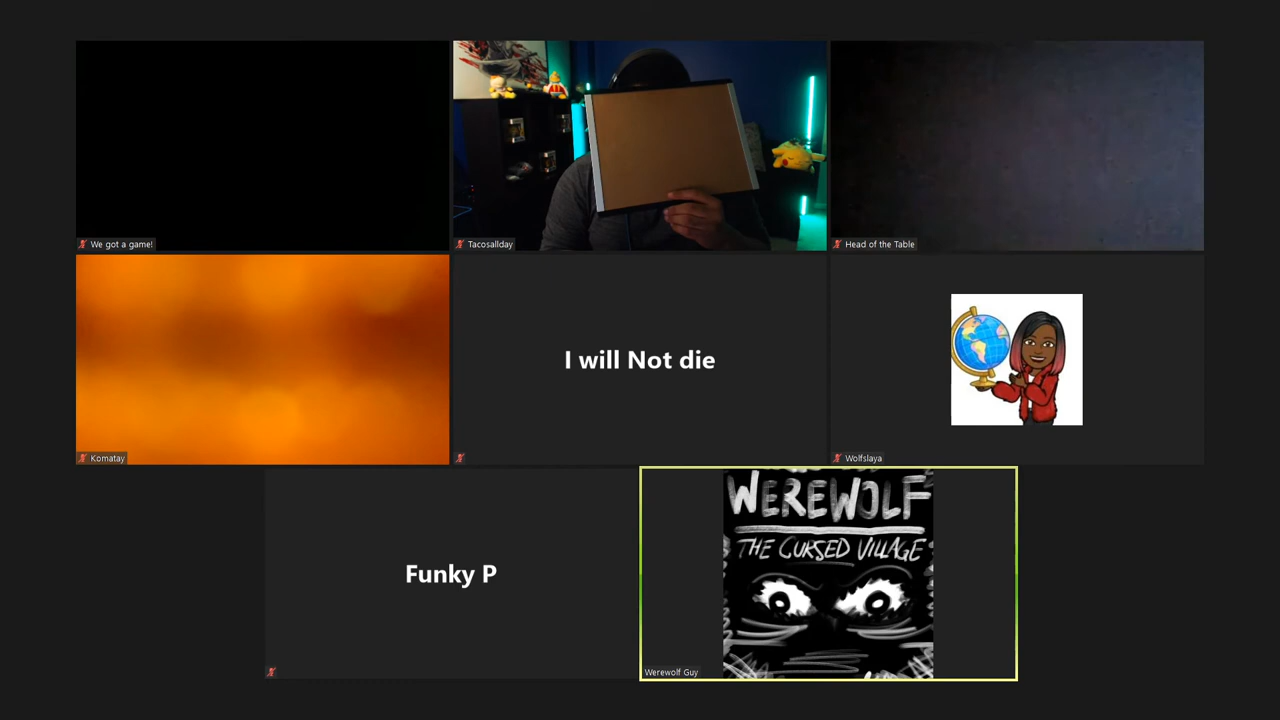 We got a game!
Tacosallday
Head of the Table
Komatay
I will Not die
Wolfslaya
Funky P
WEREWOLF
THE CURSED VILLAGE
Werewolf Guy